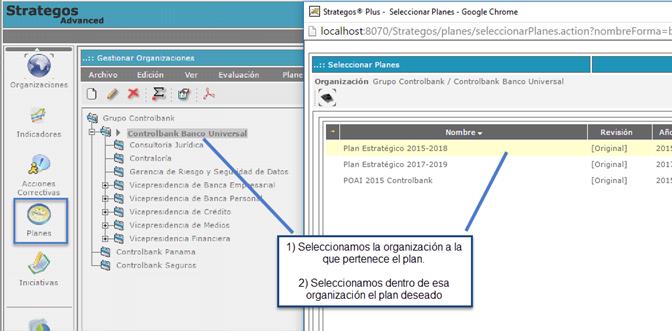 Strategos
Advanced
Organizaciones
Indicadores
Acciones
Correctivas
Planes
Iniciativas
..:: Gestionar Organizaciones
Archivo Edición Ver Evaluación Plane
Grupo Controlbank
Controlbank Banco Universal
Consultoría Jurídica
Contraloría
Gerencia de Riesgo y Seguridad de Datos
Vicepresidencia de Banca Empresarial
Vicepresidencia de Banca Personal
Vicepresidencia de Crédito
Vicepresidencia de Medios
Vicepresidencia Financiera
Controlbank Panama
Controlbank Seguros
Strategos® Plus - Seleccionar Planes - Google Chrome
localhost:8070/Strategos/planes/seleccionarPlanes.action?nombreForma=b
..:: Seleccionar Planes
Organización Grupo Controlbank / Controlbank Banco Universal
Nombre Revisión Año
Plan Estratégico 2015-2018 [Original] 2015
Plan Estratégico 2017-2019 [Original] 2017
POAI 2015 Controlbank [Original] 2015
1) Seleccionamos la organización a la
que pertenece el plan.
2) Seleccionamos dentro de esa
organización el plan deseado